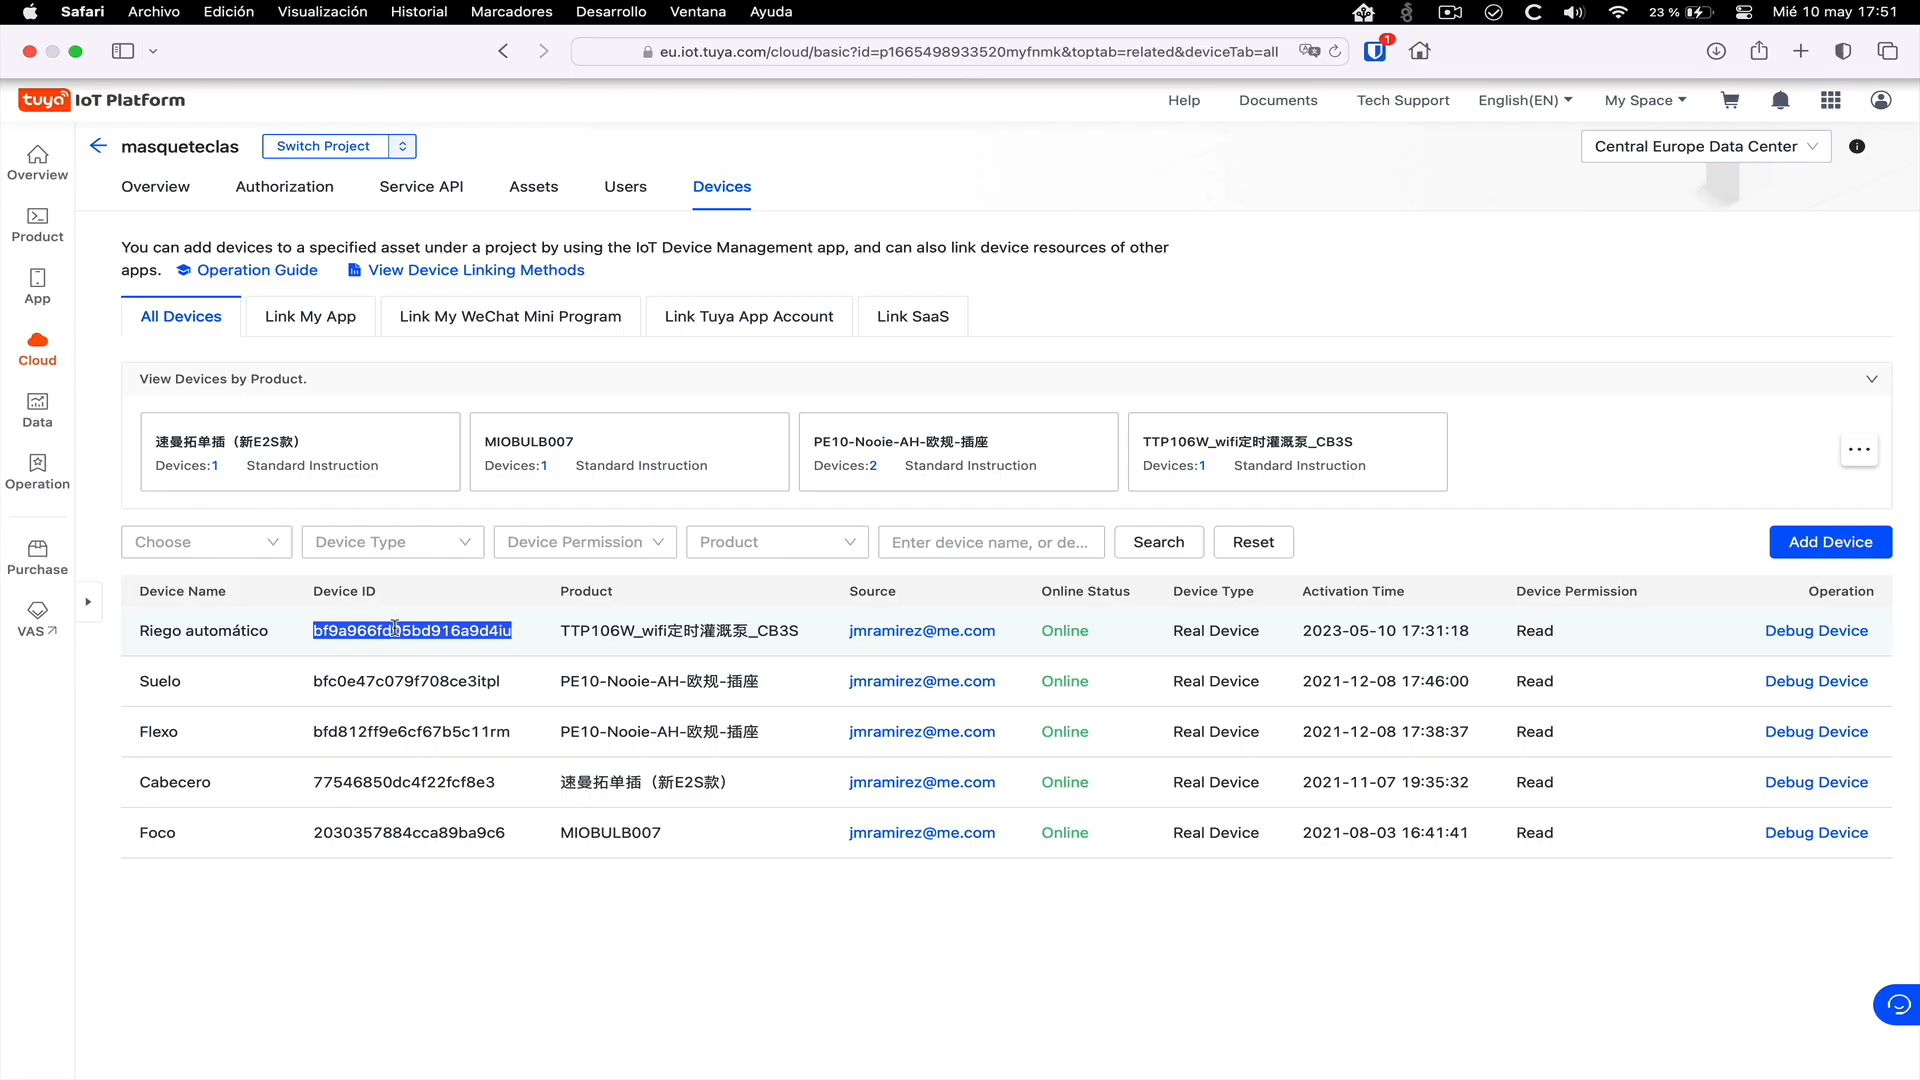 Safari Archivo Edición Visualización Historial Marcadores Desarrollo Ventana Ayuda 23 % Mié 10 may 17:51
eu.iot.tuya.com/cloud/basic?id=p1665498933520myfnmk&toptab=related&deviceTab=all 1
tuya IoT Platform Help Documents Tech Support English(EN) My Space
masqueteclas Switch Project Central Europe Data Center
Overview Authorization Service API Assets Users Devices
Overview
Product
App
Cloud
Data
Operation
Purchase
VAS
You can add devices to a specified asset under a project by using the IoT Device Management app, and can also link device resources of other
apps. Operation Guide View Device Linking Methods
All Devices Link My App Link My WeChat Mini Program Link Tuya App Account Link SaaS
View Devices by Product.
速曼拓单插（新E2S款） MIOBULB007 PE10-Nooie-AH-欧规-插座 TTP106W_wifi定时灌溉泵_CB3S
Devices:1 Standard Instruction Devices:1 Standard Instruction Devices:2 Standard Instruction Devices:1 Standard Instruction
Choose Device Type Device Permission Product Enter device name, or de... Search Reset Add Device
Device Name Device ID Product Source Online Status Device Type Activation Time Device Permission Operation
Riego automático bf9a966fd05bd916a9d4iu TTP106W_wifi定时灌溉泵_CB3S jmramirez@me.com Online Real Device 2023-05-10 17:31:18 Read Debug Device
Suelo bfc0e47c079f708ce3itpl PE10-Nooie-AH-欧规-插座 jmramirez@me.com Online Real Device 2021-12-08 17:46:00 Read Debug Device
Flexo bfd812ff9e6cf67b5c11rm PE10-Nooie-AH-欧规-插座 jmramirez@me.com Online Real Device 2021-12-08 17:38:37 Read Debug Device
Cabecero 77546850dc4f22fcf8e3 速曼拓单插（新E2S款） jmramirez@me.com Online Real Device 2021-11-07 19:35:32 Read Debug Device
Foco 2030357884cca89ba9c6 MIOBULB007 jmramirez@me.com Online Real Device 2021-08-03 16:41:41 Read Debug Device